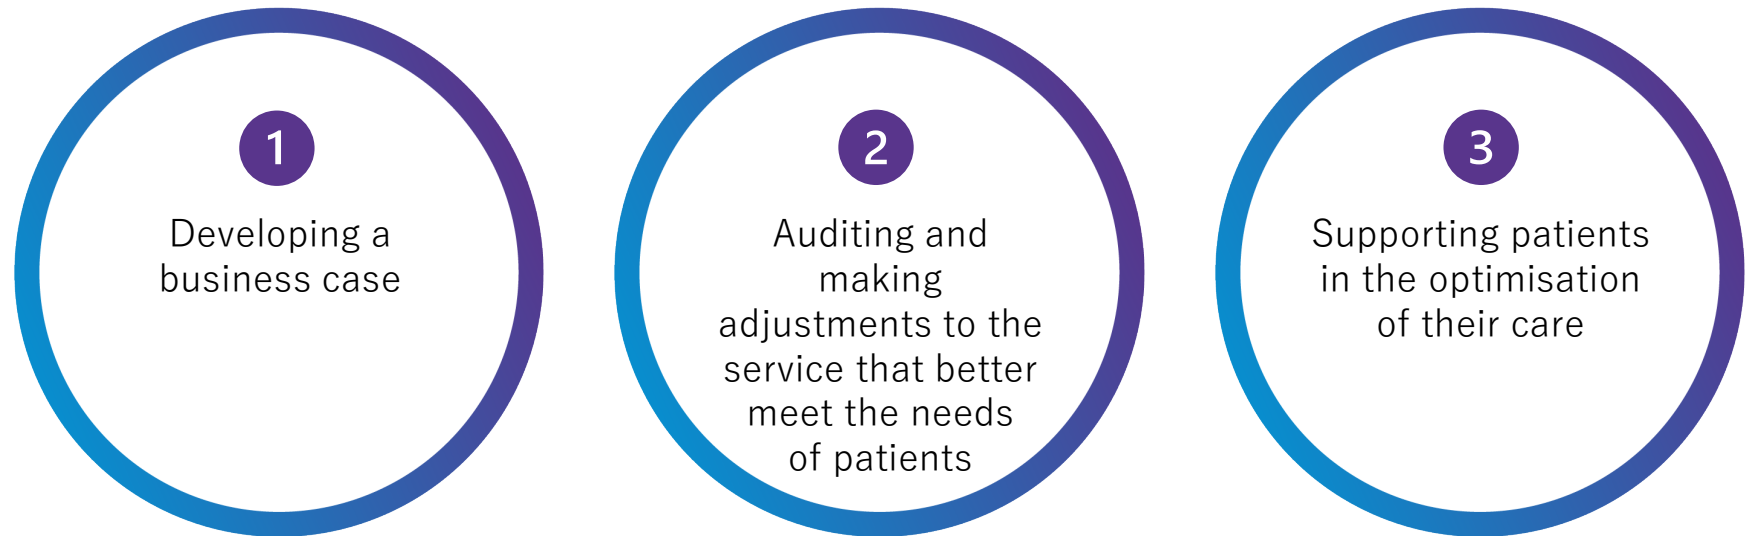 1
Developing a
business case
2
Auditing and
making
adjustments to the
service that better
meet the needs
of patients
3
Supporting patients
in the optimisation
of their care